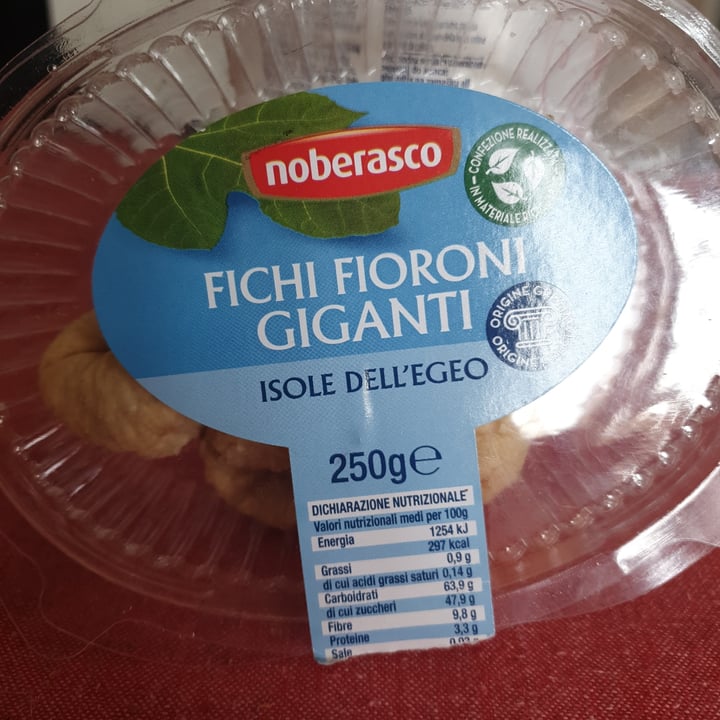 noberasco
CONFEZIONE REALIZZATA
IN MATERIALE
FICHI FIORONI
GIGANTI
ORIGINE
ORIGINE
ISOLE DELL'EGEO
250g℮
DICHIARAZIONE NUTRIZIONALE
Valori nutrizionali medi per 100g
Energia 1254 kJ
297 kcal
Grassi 0,9 g
di cui acidi grassi saturi 0,14 g
Carboidrati 63,9 g
di cui zuccheri 47,9 g
Fibre 9,8 g
Proteine 3,3 g
Sale